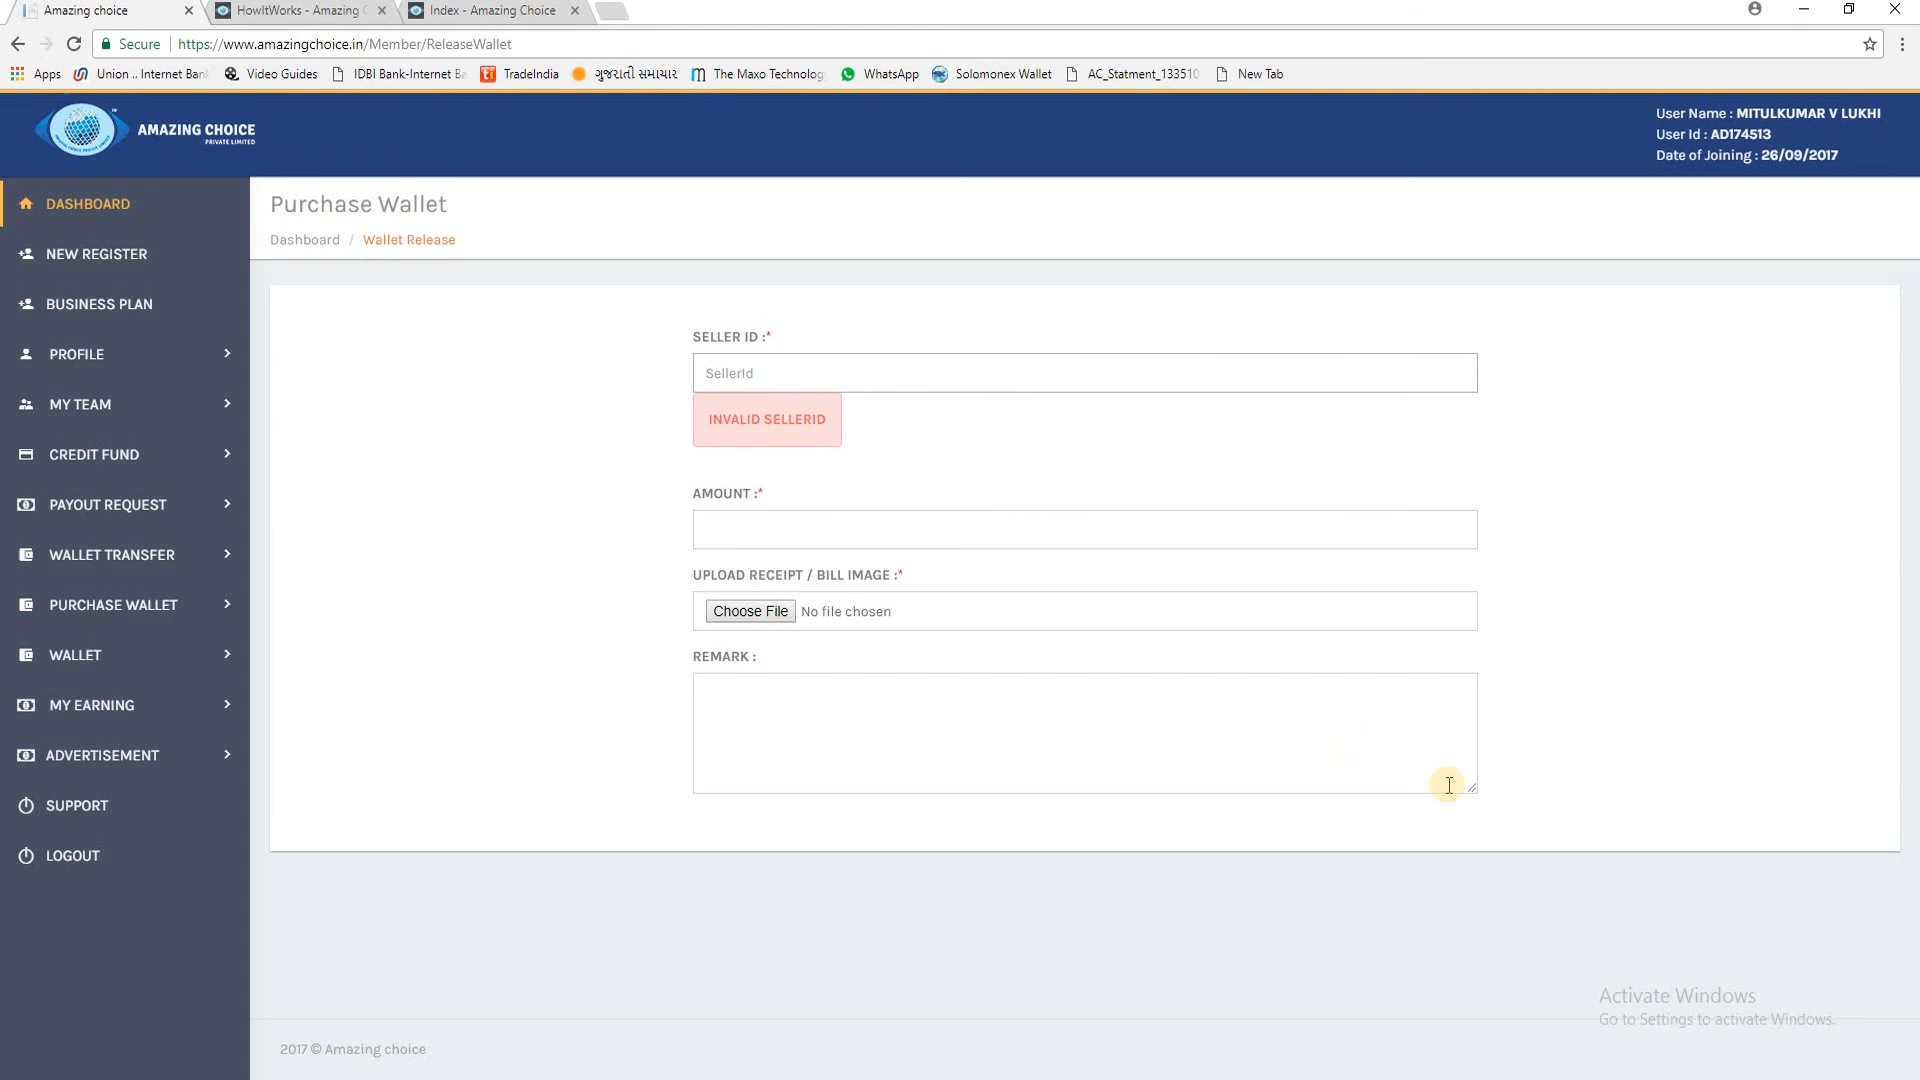 Amazing choice
HowItWorks - Amazing C
Index - Amazing Choice
Secure
https://www.amazingchoice.in/Member/ReleaseWallet
Apps
Union .. Internet Ban
Video Guides
IDBI Bank-Internet Ba
TradeIndia
ગુજરાતી સમાચાર
The Maxo Technolog
WhatsApp
Solomonex Wallet
AC_Statment_133510
New Tab
AMAZING CHOICE
PRIVATE LIMITED
User Name : MITULKUMAR V LUKHI
User Id : AD174513
Date of Joining : 26/09/2017
DASHBOARD
NEW REGISTER
BUSINESS PLAN
PROFILE
MY TEAM
CREDIT FUND
PAYOUT REQUEST
WALLET TRANSFER
PURCHASE WALLET
WALLET
MY EARNING
ADVERTISEMENT
SUPPORT
LOGOUT
Purchase Wallet
Dashboard / Wallet Release
SELLER ID :*
SellerId
INVALID SELLERID
AMOUNT :*
UPLOAD RECEIPT / BILL IMAGE :*
Choose File No file chosen
REMARK :
Activate Windows
Go to Settings to activate Windows.
2017 © Amazing choice